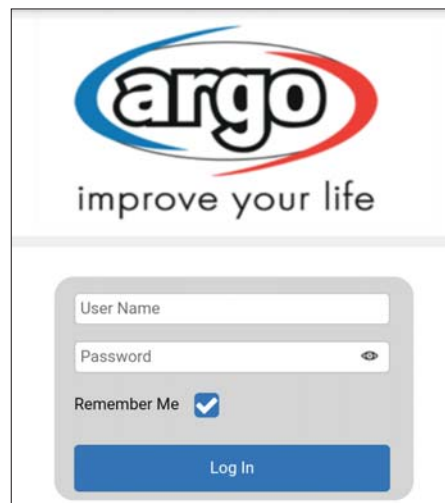 argo
improve your life
User Name
Password
Remember Me
Log In